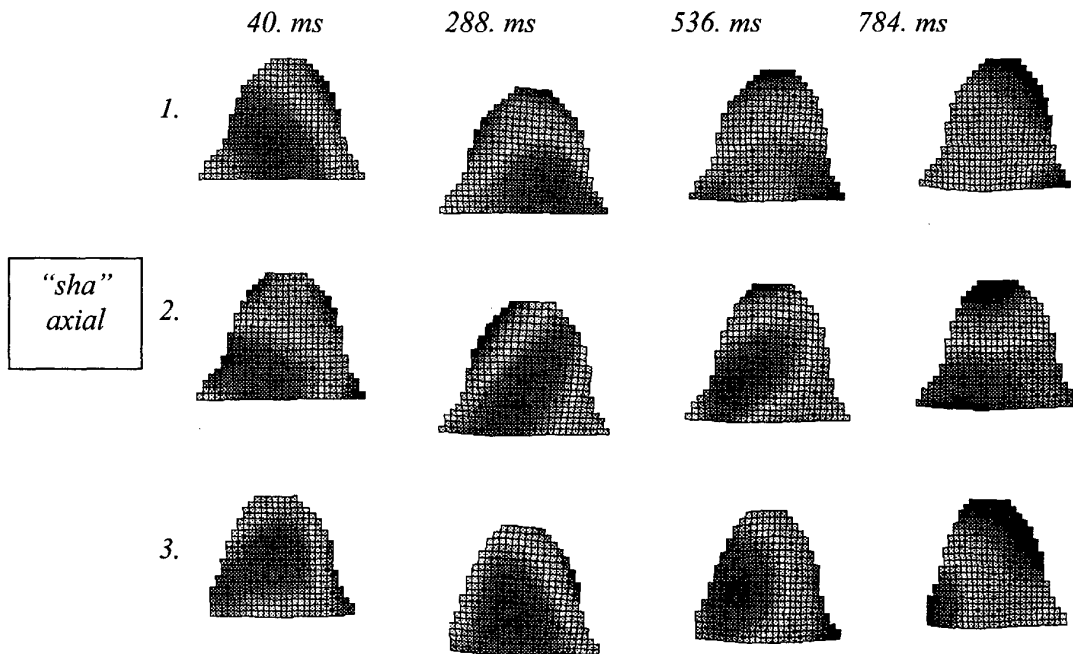 40. ms 288. ms 536. ms 784. ms
1.
“sha”
axial
2.
3.